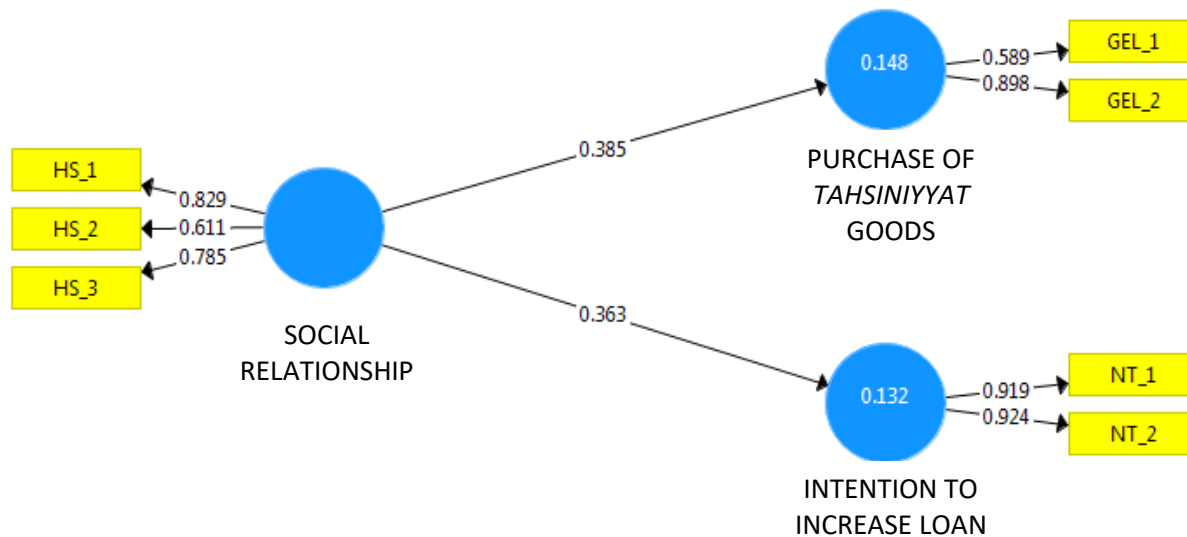 HS_1
HS_2
HS_3
0.829
0.611
0.785
SOCIAL
RELATIONSHIP
0.385
0.363
0.148
PURCHASE OF
TAHSINIYYAT
GOODS
0.589
0.898
GEL_1
GEL_2
0.132
INTENTION TO
INCREASE LOAN
0.919
0.924
NT_1
NT_2